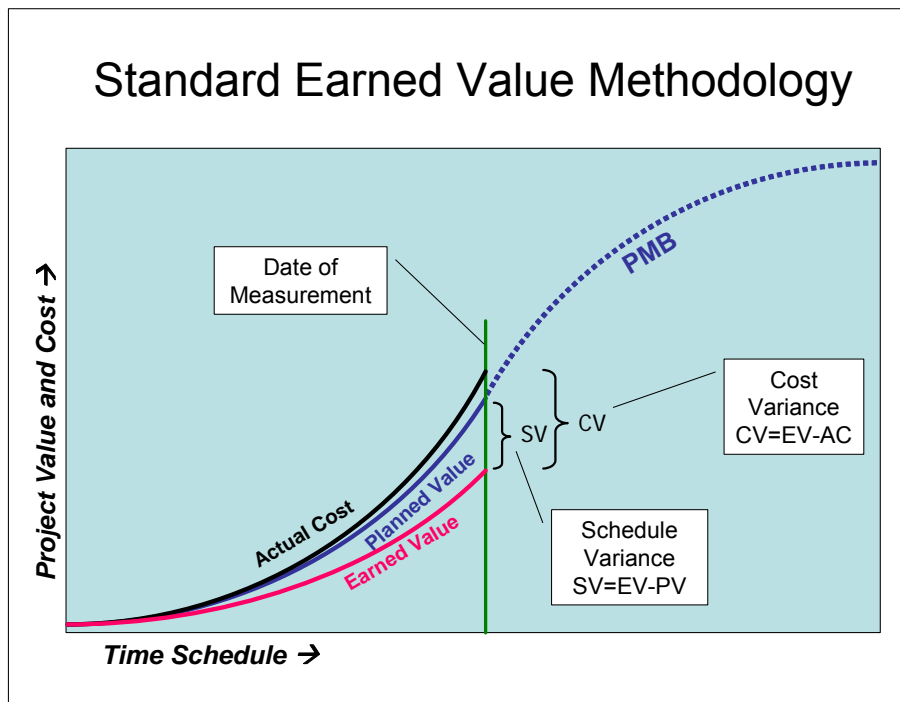 Standard Earned Value Methodology
Project Value and Cost →
Date of
Measurement
PMB
Cost
Variance
CV=EV-AC
SV
CV
Actual Cost
Planned Value
Earned Value
Schedule
Variance
SV=EV-PV
Time Schedule →